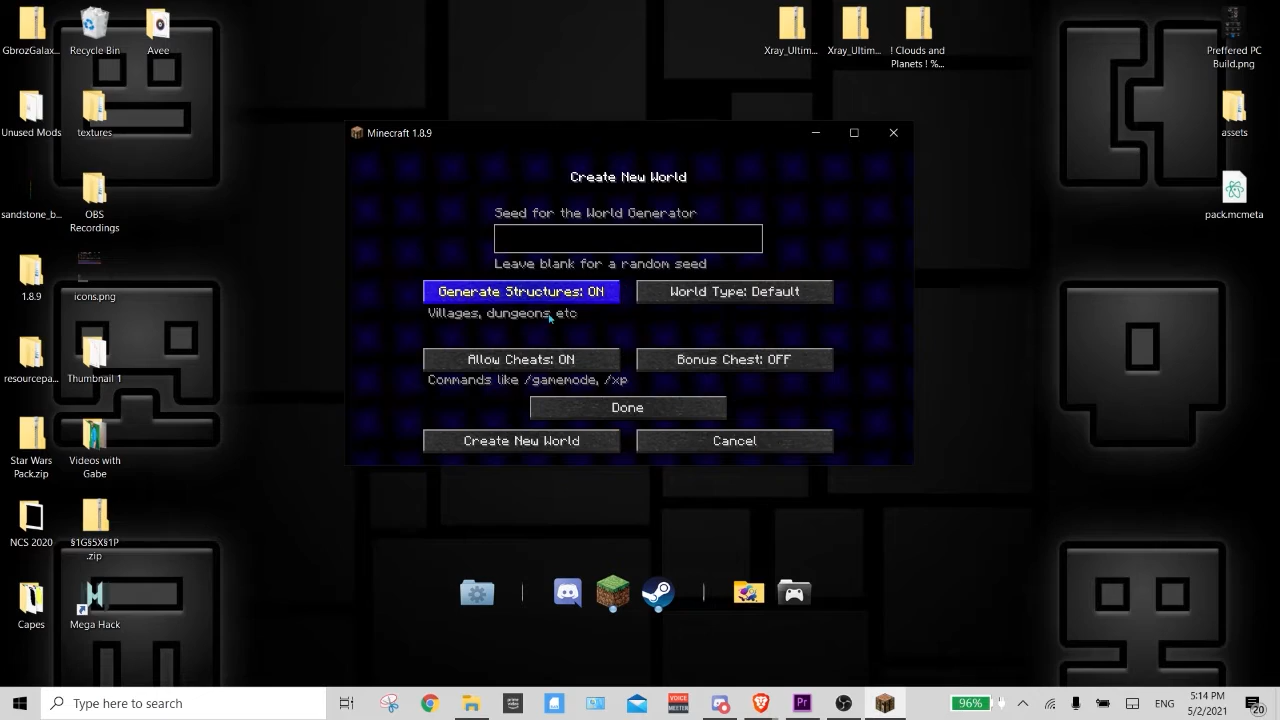 GbrozGalax...
Recycle Bin
Avee
Xray_Ultim...
Xray_Ultim...
! Clouds and
Planets ! %...
Preffered PC
Build.png
Unused Mods
textures
assets
Minecraft 1.8.9
Create New World
Seed for the World Generator
Leave blank for a random seed
Generate Structures: ON
World Type: Default
Villages, dungeons etc
Allow Cheats: ON
Bonus Chest: OFF
Commands like /gamemode, /xp
Done
Create New World
Cancel
sandstone_b...
OBS
Recordings
pack.mcmeta
1.8.9
icons.png
resourcepa...
Thumbnail 1
Star Wars
Pack.zip
Videos with
Gabe
NCS 2020
§1G§5X§1P
.zip
Capes
Mega Hack
Type here to search
VOICE
MEETER
Pr
96%
ENG
5:14 PM
5/2/2021
20